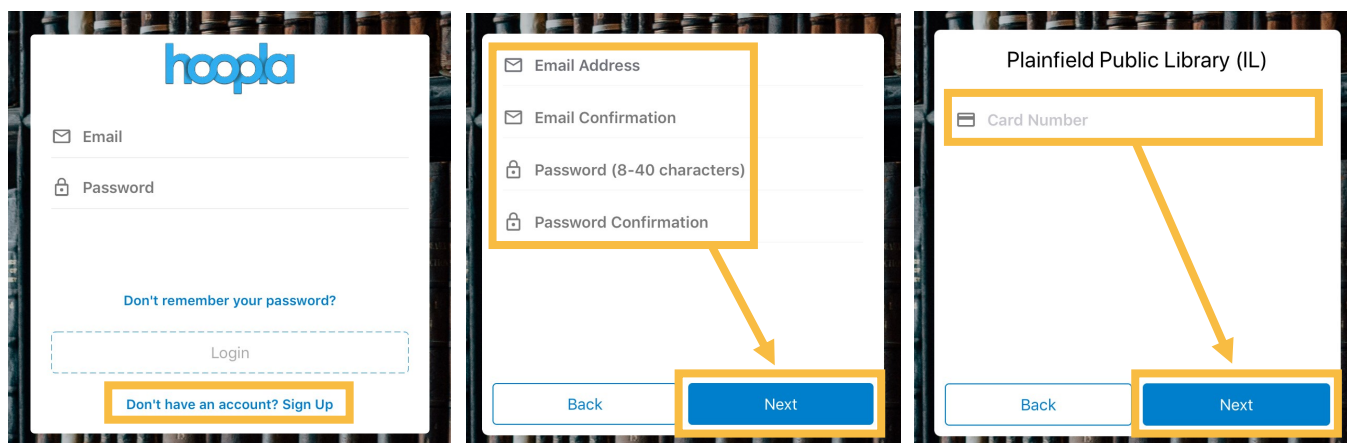 hoopla
Email
Password
Don't remember your password?
Login
Don't have an account? Sign Up
Email Address
Email Confirmation
Password (8-40 characters)
Password Confirmation
Back
Next
Plainfield Public Library (IL)
Card Number
Back
Next